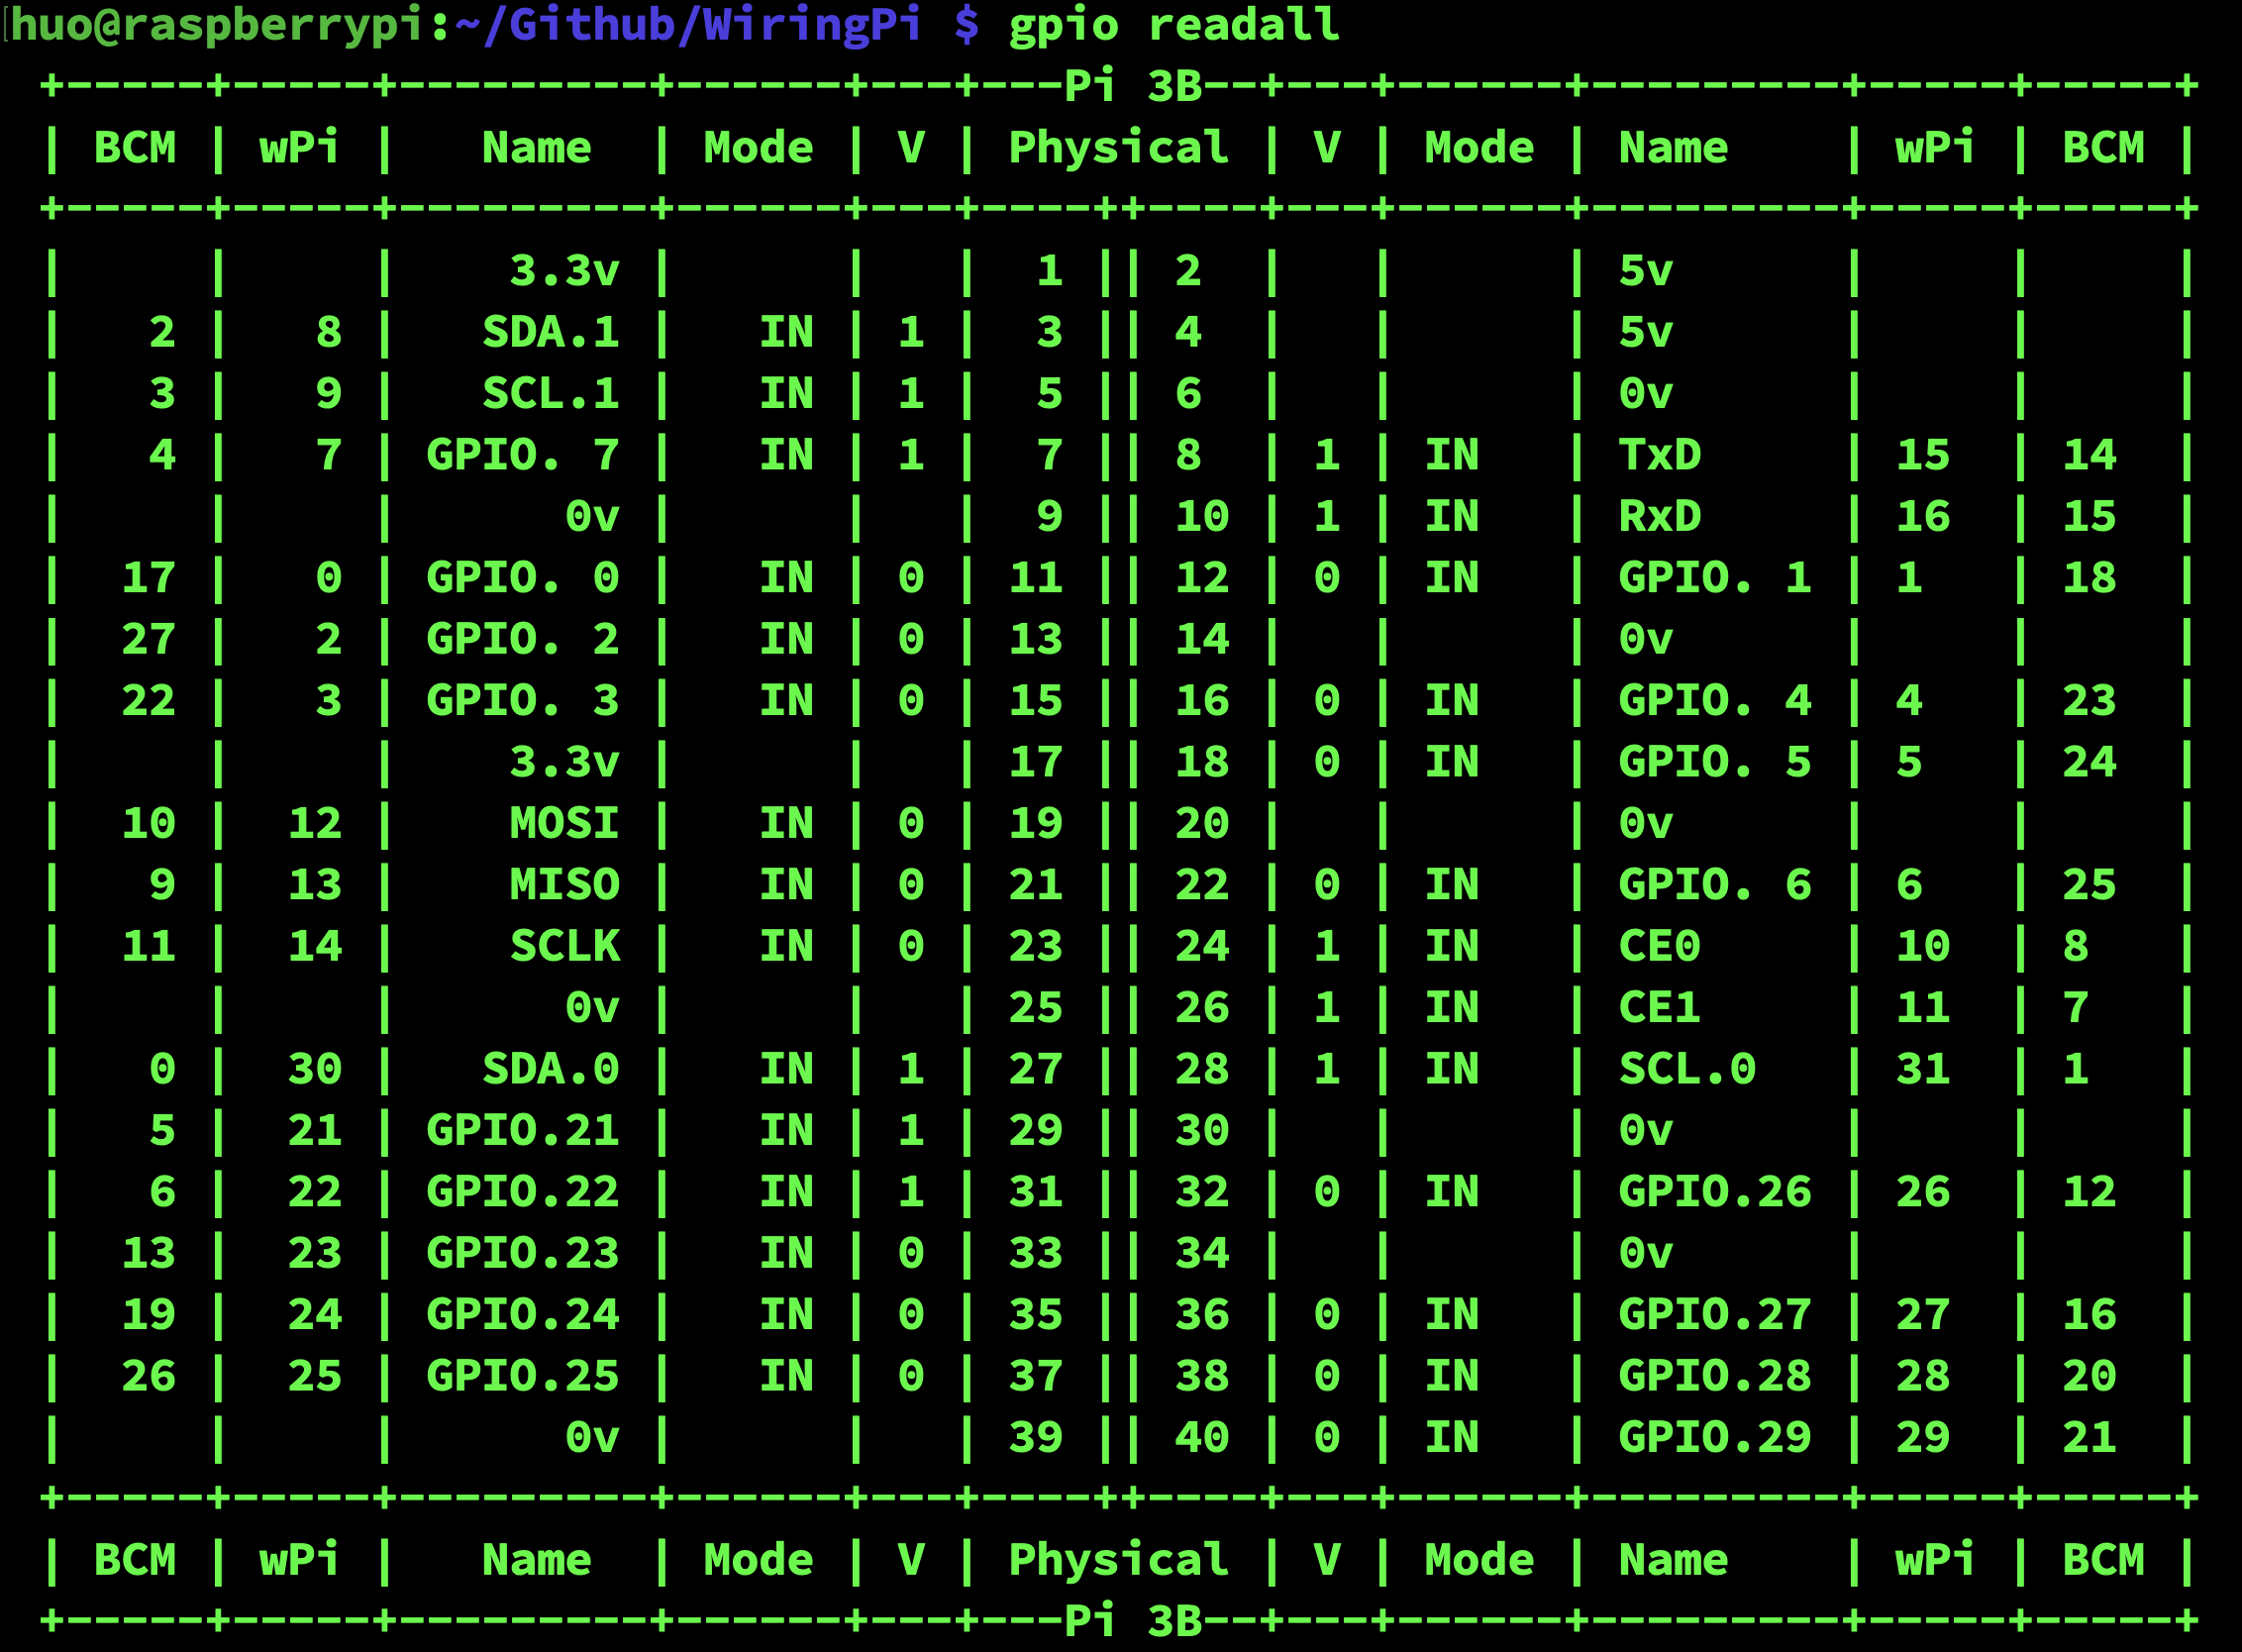 huo@raspberrypi:~/Github/WiringPi $ gpio readall
 +-----+-----+---------+------+---+---Pi 3B--+---+------+---------+-----+-----+
 | BCM | wPi |   Name  | Mode | V | Physical | V | Mode | Name    | wPi | BCM |
 +-----+-----+---------+------+---+----++----+---+------+---------+-----+-----+
 |     |     |    3.3v |      |   |  1 || 2  |   |      | 5v      |     |     |
 |   2 |   8 |   SDA.1 |   IN | 1 |  3 || 4  |   |      | 5v      |     |     |
 |   3 |   9 |   SCL.1 |   IN | 1 |  5 || 6  |   |      | 0v      |     |     |
 |   4 |   7 | GPIO. 7 |   IN | 1 |  7 || 8  | 1 | IN   | TxD     | 15  | 14  |
 |     |     |      0v |      |   |  9 || 10 | 1 | IN   | RxD     | 16  | 15  |
 |  17 |   0 | GPIO. 0 |   IN | 0 | 11 || 12 | 0 | IN   | GPIO. 1 | 1   | 18  |
 |  27 |   2 | GPIO. 2 |   IN | 0 | 13 || 14 |   |      | 0v      |     |     |
 |  22 |   3 | GPIO. 3 |   IN | 0 | 15 || 16 | 0 | IN   | GPIO. 4 | 4   | 23  |
 |     |     |    3.3v |      |   | 17 || 18 | 0 | IN   | GPIO. 5 | 5   | 24  |
 |  10 |  12 |    MOSI |   IN | 0 | 19 || 20 |   |      | 0v      |     |     |
 |   9 |  13 |    MISO |   IN | 0 | 21 || 22 | 0 | IN   | GPIO. 6 | 6   | 25  |
 |  11 |  14 |    SCLK |   IN | 0 | 23 || 24 | 1 | IN   | CE0     | 10  | 8   |
 |     |     |      0v |      |   | 25 || 26 | 1 | IN   | CE1     | 11  | 7   |
 |   0 |  30 |   SDA.0 |   IN | 1 | 27 || 28 | 1 | IN   | SCL.0   | 31  | 1   |
 |   5 |  21 | GPIO.21 |   IN | 1 | 29 || 30 |   |      | 0v      |     |     |
 |   6 |  22 | GPIO.22 |   IN | 1 | 31 || 32 | 0 | IN   | GPIO.26 | 26  | 12  |
 |  13 |  23 | GPIO.23 |   IN | 0 | 33 || 34 |   |      | 0v      |     |     |
 |  19 |  24 | GPIO.24 |   IN | 0 | 35 || 36 | 0 | IN   | GPIO.27 | 27  | 16  |
 |  26 |  25 | GPIO.25 |   IN | 0 | 37 || 38 | 0 | IN   | GPIO.28 | 28  | 20  |
 |     |     |      0v |      |   | 39 || 40 | 0 | IN   | GPIO.29 | 29  | 21  |
 +-----+-----+---------+------+---+----++----+---+------+---------+-----+-----+
 | BCM | wPi |   Name  | Mode | V | Physical | V | Mode | Name    | wPi | BCM |
 +-----+-----+---------+------+---+---Pi 3B--+---+------+---------+-----+-----+